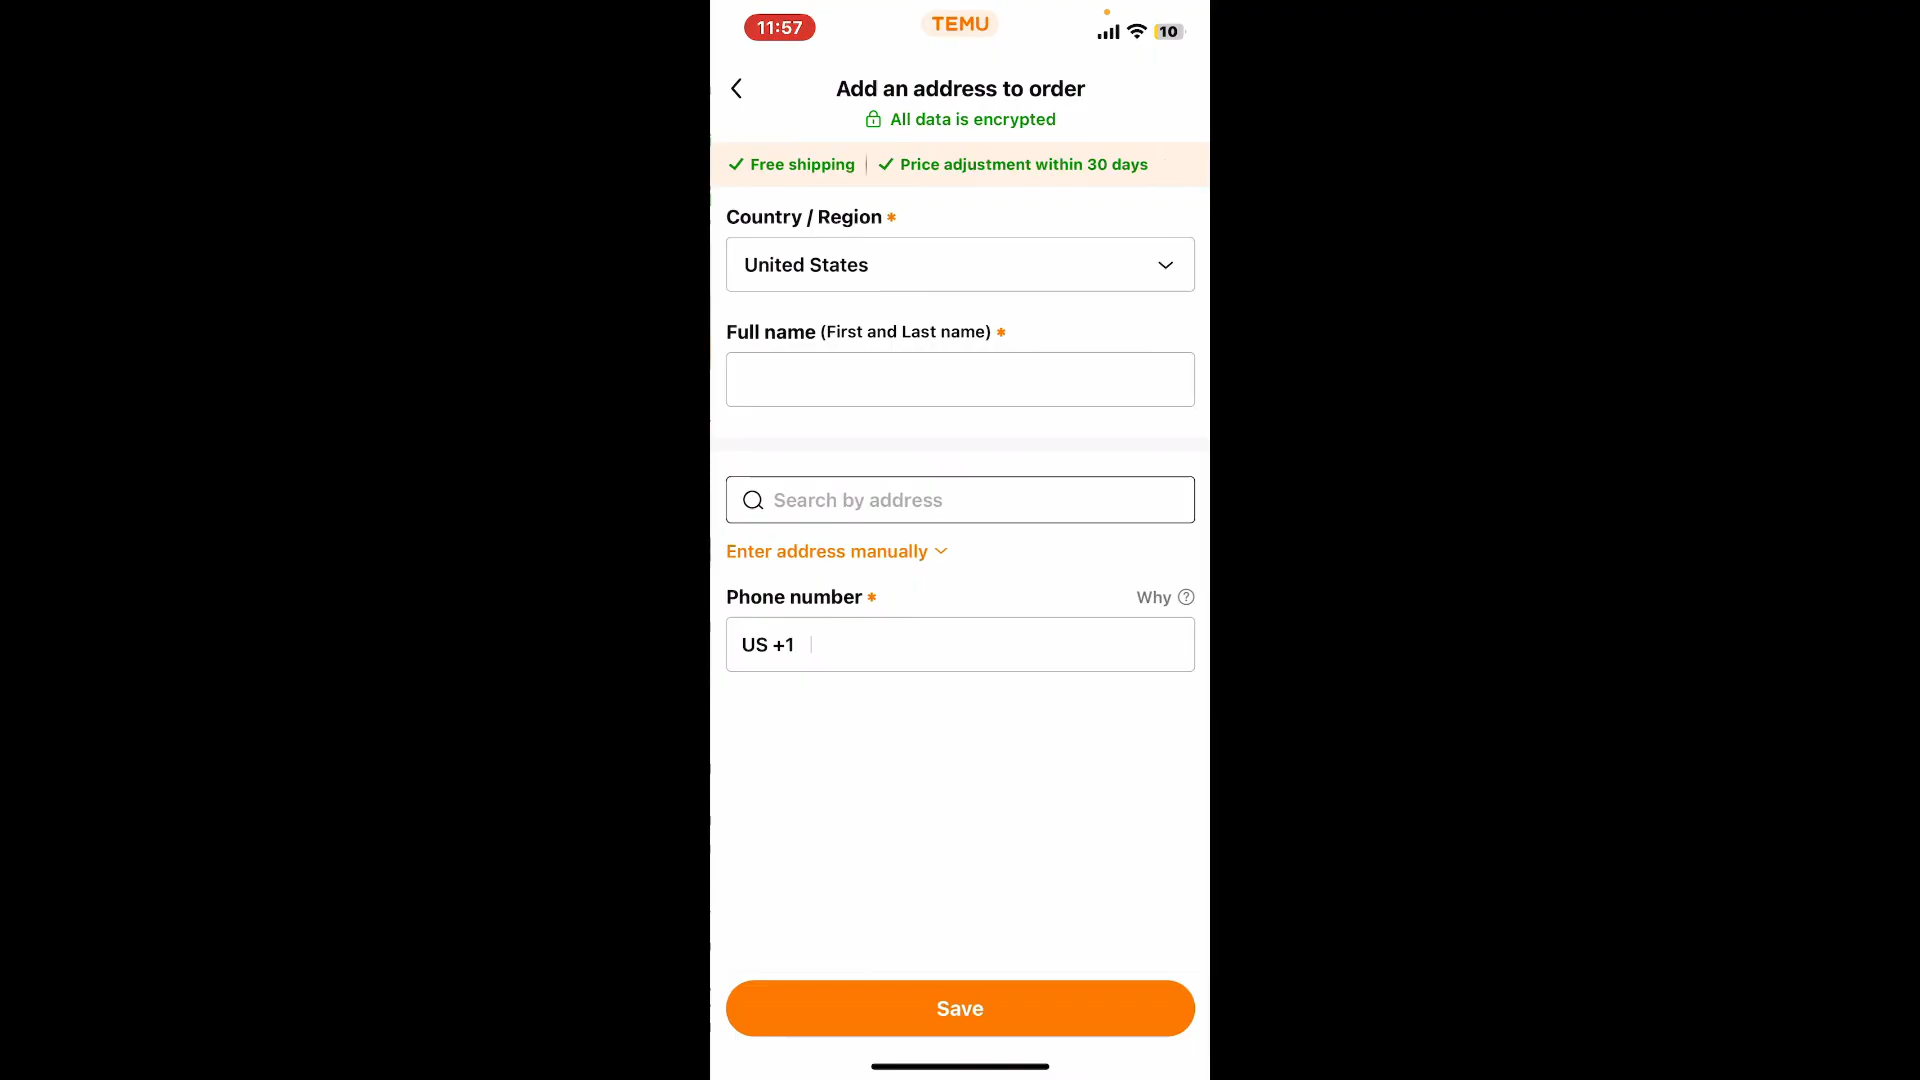 11:57
TEMU
10
Add an address to order
All data is encrypted
Free shipping | Price adjustment within 30 days
Country / Region *
United States
Full name (First and Last name) *
Search by address
Enter address manually
Phone number *
Why ?
US +1
Save